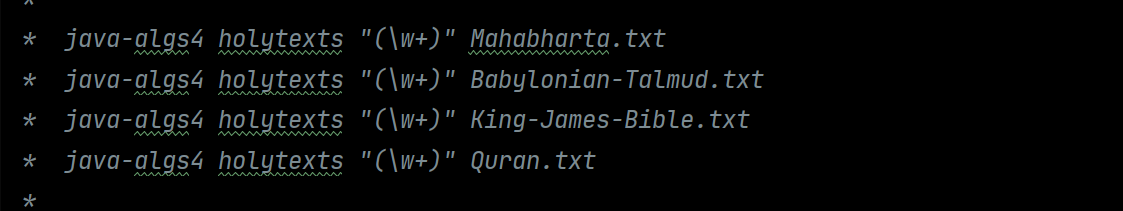 *
* java-algs4 holytexts "(\w+)" Mahabharta.txt
* java-algs4 holytexts "(\w+)" Babylonian-Talmud.txt
* java-algs4 holytexts "(\w+)" King-James-Bible.txt
* java-algs4 holytexts "(\w+)" Quran.txt
*